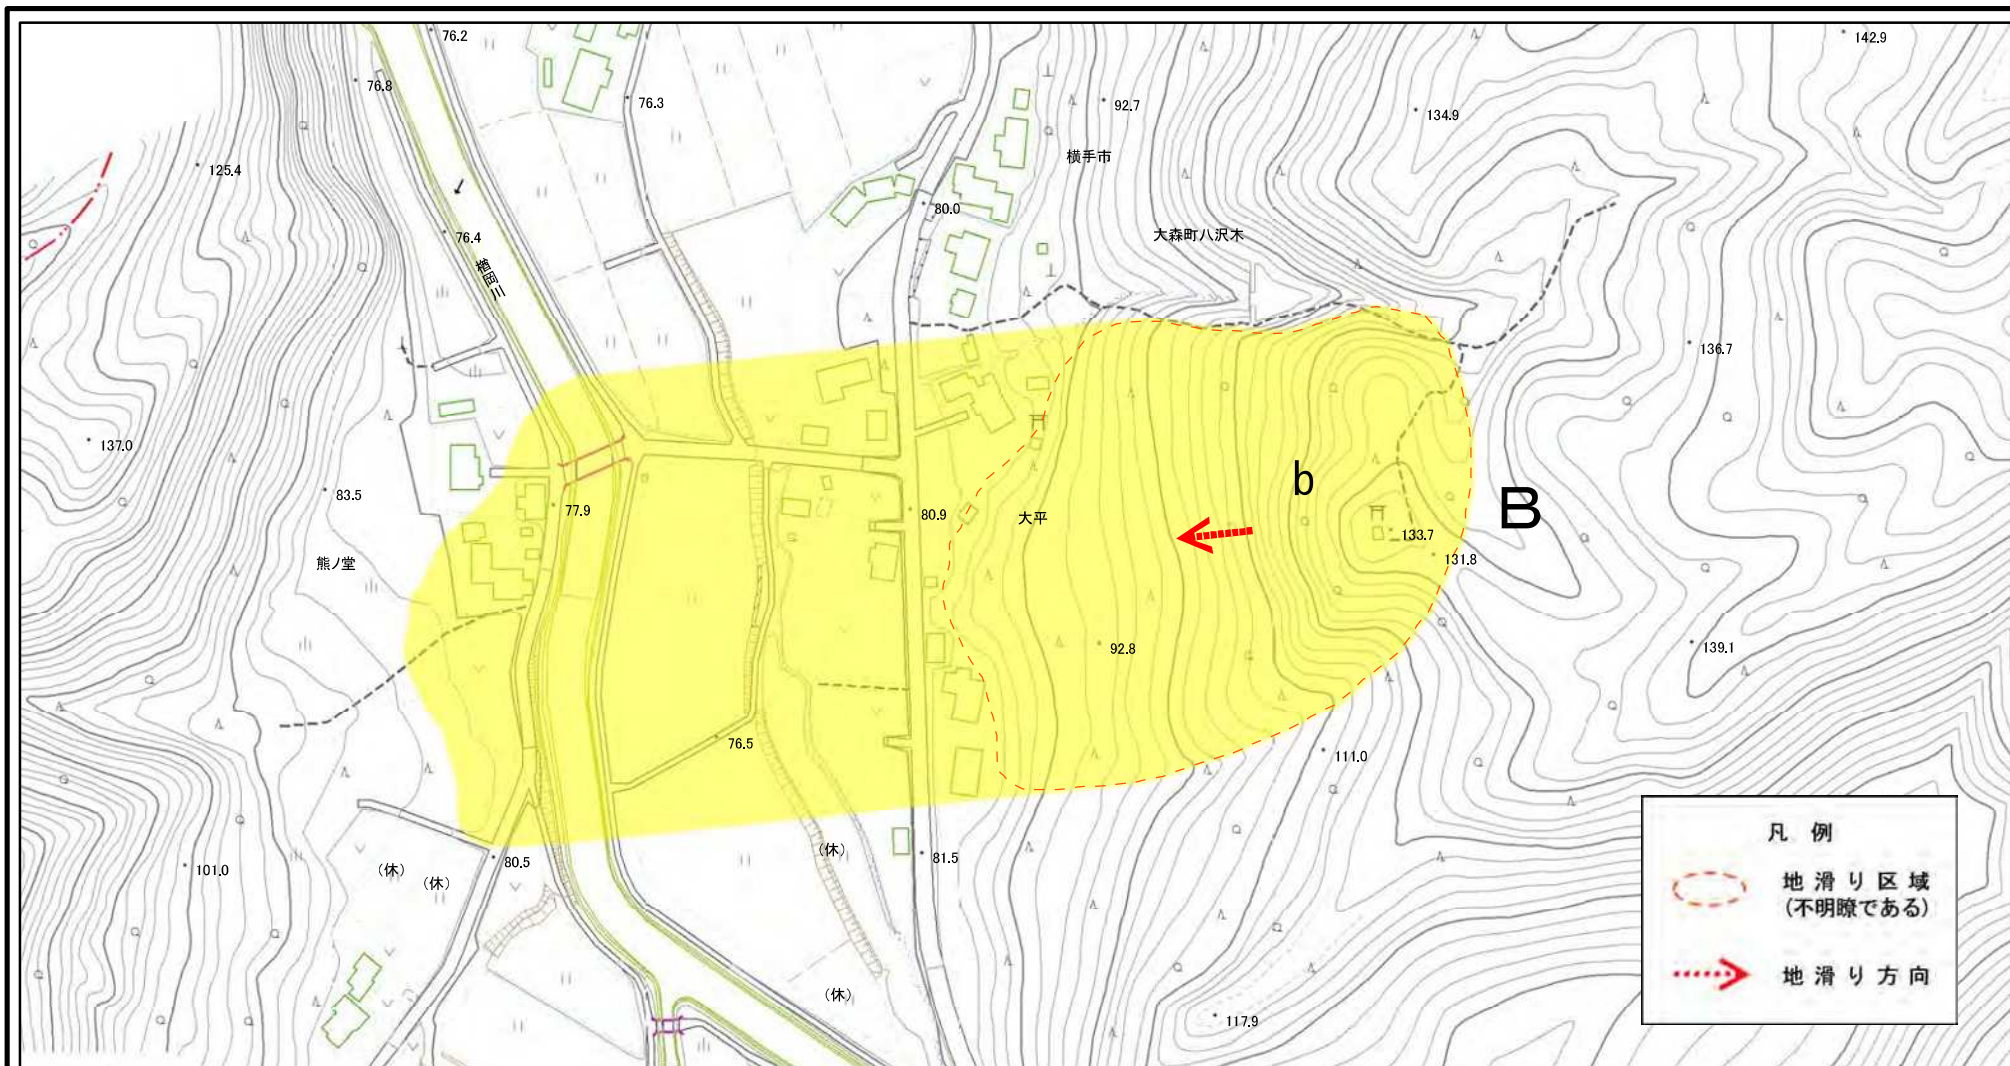 76.2
142.9
76.8
76.3
92.7
134.9
横手市
125.4
80.0
76.4
大森町八沢木
楢岡川
136.7
137.0
83.5
77.9
80.9
大平
b
B
133.7
131.8
熊ノ堂
92.8
139.1
76.5
111.0
(休)
(休)
(休)
80.5
81.5
101.0
(休)
117.9
凡例
地滑り区域
(不明瞭である)
地滑り方向